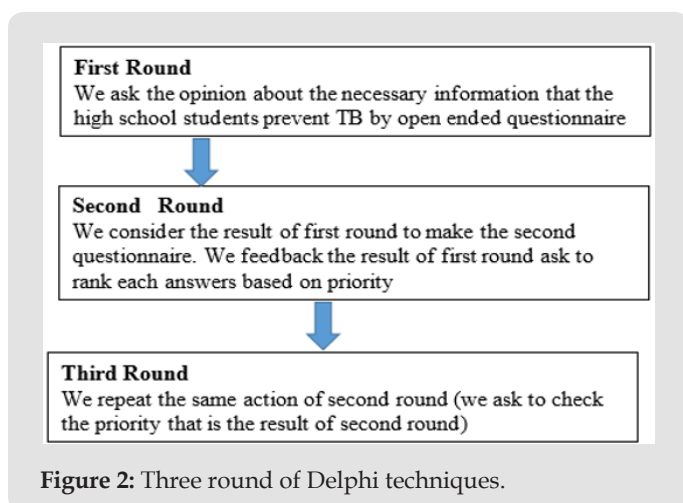 First Round
We ask the opinion about the necessary information that the
high school students prevent TB by open ended questionnaire
Second Round
We consider the result of first round to make the second
questionnaire. We feedback the result of first round ask to
rank each answers based on priority
Third Round
We repeat the same action of second round (we ask to check
the priority that is the result of second round)
Figure 2: Three round of Delphi techniques.